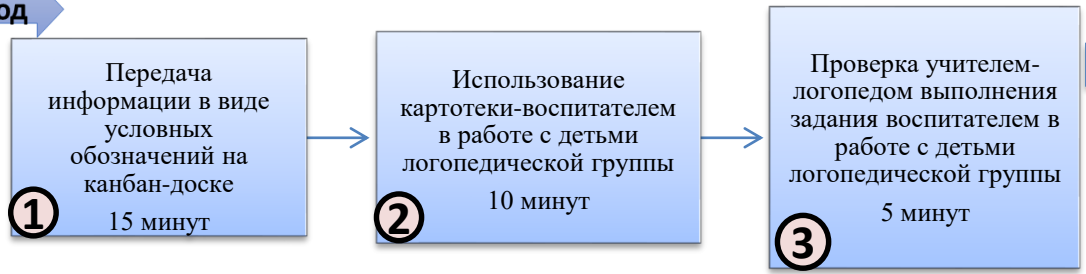 од
Передача
информации в виде
условных
обозначений на
канбан-доске
15 минут
1
Использование
картотеки-воспитателем
в работе с детьми
логопедической группы
10 минут
2
Проверка учителем-
логопедом выполнения
задания воспитателем в
работе с детьми
логопедической группы
5 минут
3